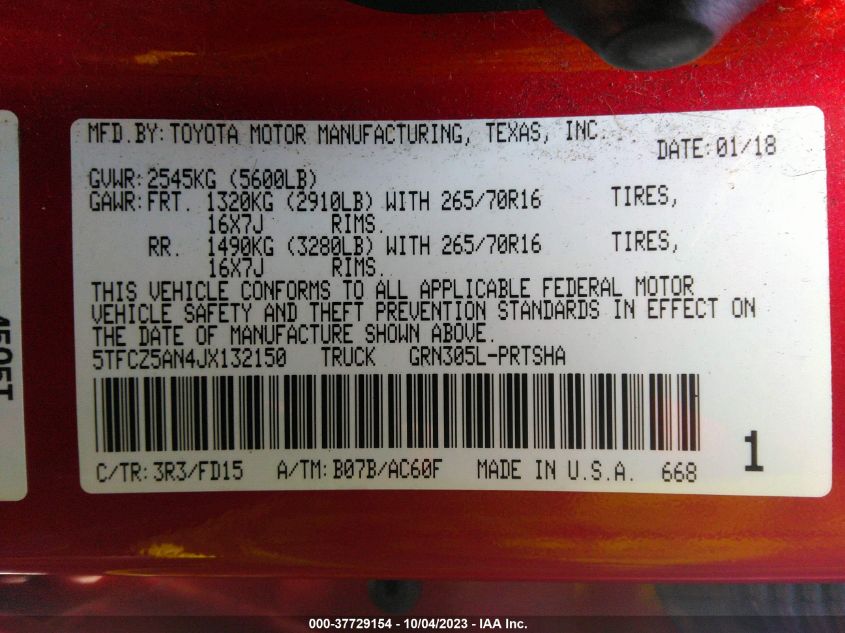 MFD.BY:TOYOTA MOTOR MANUFACTURING, TEXAS, INC.
DATE:01/18
GVWR:2545KG (5600LB)
GAWR:FRT. 1320KG (2910LB) WITH 265/70R16 TIRES,
16X7J RIMS.
RR. 1490KG (3280LB) WITH 265/70R16 TIRES,
16X7J RIMS.
THIS VEHICLE CONFORMS TO ALL APPLICABLE FEDERAL MOTOR
VEHICLE SAFETY AND THEFT PREVENTION STANDARDS IN EFFECT ON
THE DATE OF MANUFACTURE SHOWN ABOVE.
5TFCZ5AN4JX132150 TRUCK GRN305L-PRTSHA
C/TR:3R3/FD15 A/TM:B07B/AC60F MADE IN U.S.A. 668
1
000-37729154 - 10/04/2023 - IAA Inc.